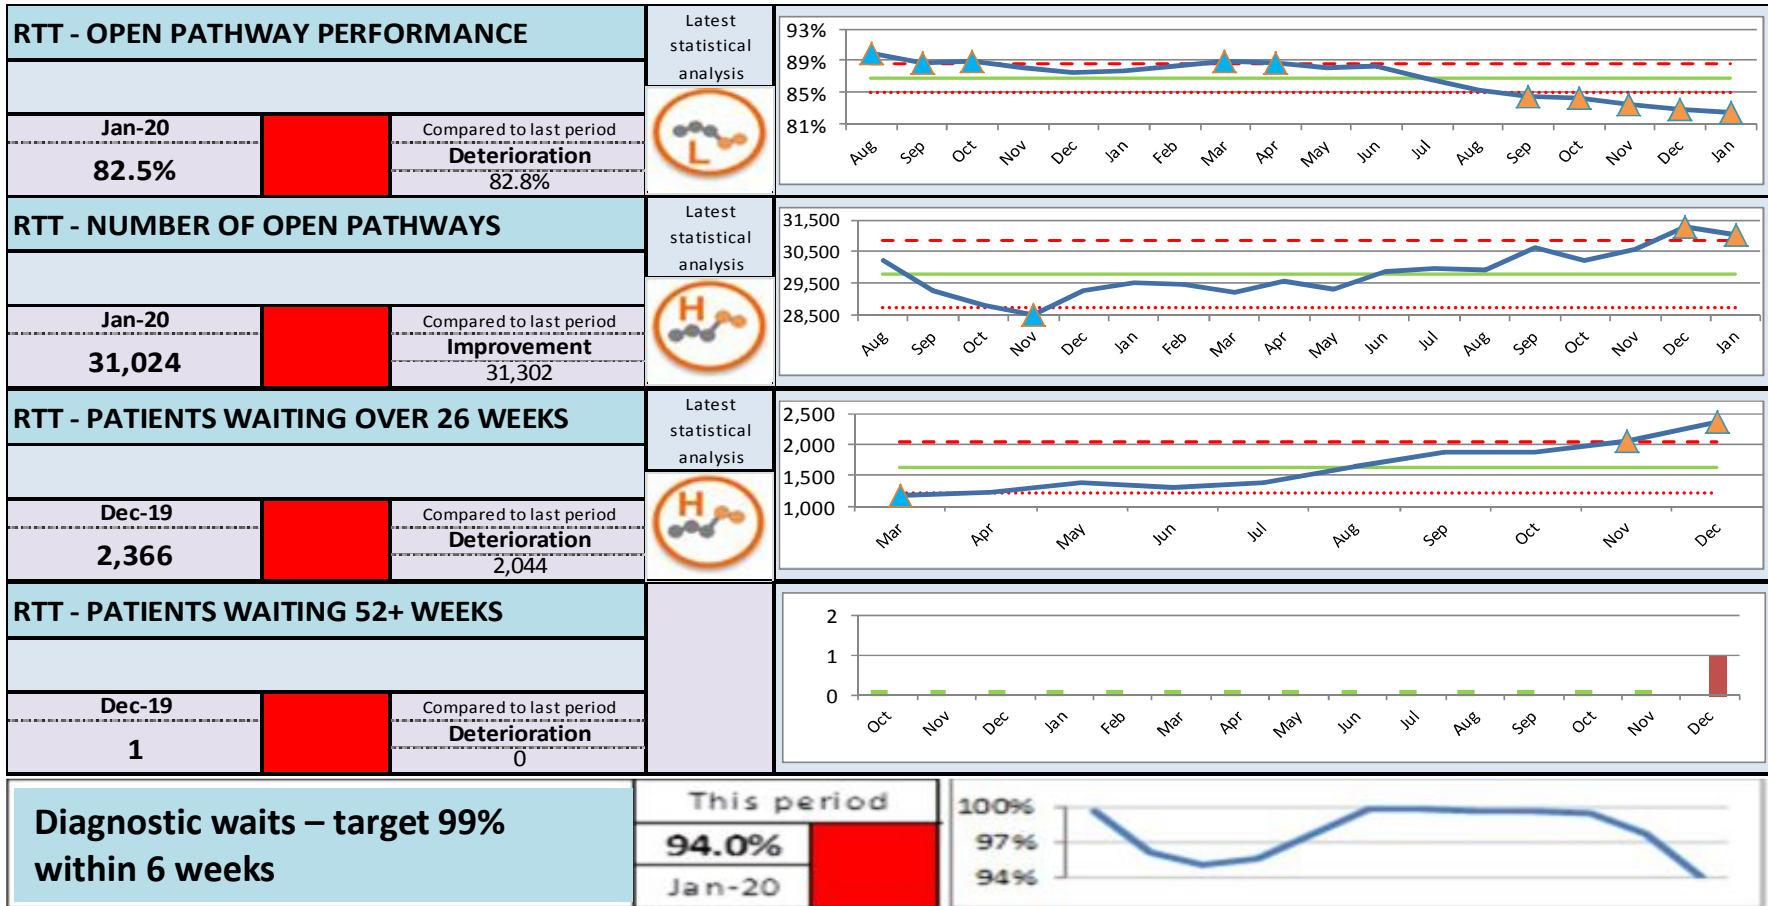 RTT - OPEN PATHWAY PERFORMANCE
Latest
statistical
analysis
L
Jan-20
82.5%
Compared to last period
Deterioration
82.8%
93%
89%
85%
81%
Aug Sep Oct Nov Dec Jan Feb Mar Apr May Jun Jul Aug Sep Oct Nov Dec Jan
RTT - NUMBER OF OPEN PATHWAYS
Latest
statistical
analysis
H
Jan-20
31,024
Compared to last period
Improvement
31,302
31,500
30,500
29,500
28,500
Aug Sep Oct Nov Dec Jan Feb Mar Apr May Jun Jul Aug Sep Oct Nov Dec Jan
RTT - PATIENTS WAITING OVER 26 WEEKS
Latest
statistical
analysis
H
Dec-19
2,366
Compared to last period
Deterioration
2,044
2,500
2,000
1,500
1,000
Mar Apr May Jun Jul Aug Sep Oct Nov Dec
RTT - PATIENTS WAITING 52+ WEEKS
Dec-19
1
Compared to last period
Deterioration
0
2
1
0
Oct Nov Dec Jan Feb Mar Apr May Jun Jul Aug Sep Oct Nov Dec
Diagnostic waits – target 99%
within 6 weeks
This period
94.0%
Jan-20
100%
97%
94%